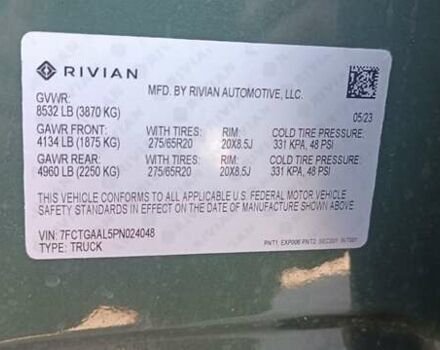 RIVIAN
MFD. BY RIVIAN AUTOMOTIVE, LLC.
GVWR:
8532 LB (3870 KG)
05/23
GAWR FRONT: WITH TIRES: RIM: COLD TIRE PRESSURE:
4134 LB (1875 KG) 275/65R20 20X8.5J 331 KPA, 48 PSI
GAWR REAR: WITH TIRES: RIM: COLD TIRE PRESSURE:
4960 LB (2250 KG) 275/65R20 20X8.5J 331 KPA, 48 PSI
THIS VEHICLE CONFORMS TO ALL APPLICABLE U.S. FEDERAL MOTOR VEHICLE
SAFETY STANDARDS IN EFFECT ON THE DATE OF MANUFACTURE SHOWN ABOVE.
VIN: 7FCTGAAL5PN024048
TYPE: TRUCK
PNT1: EXP006 PNT2: